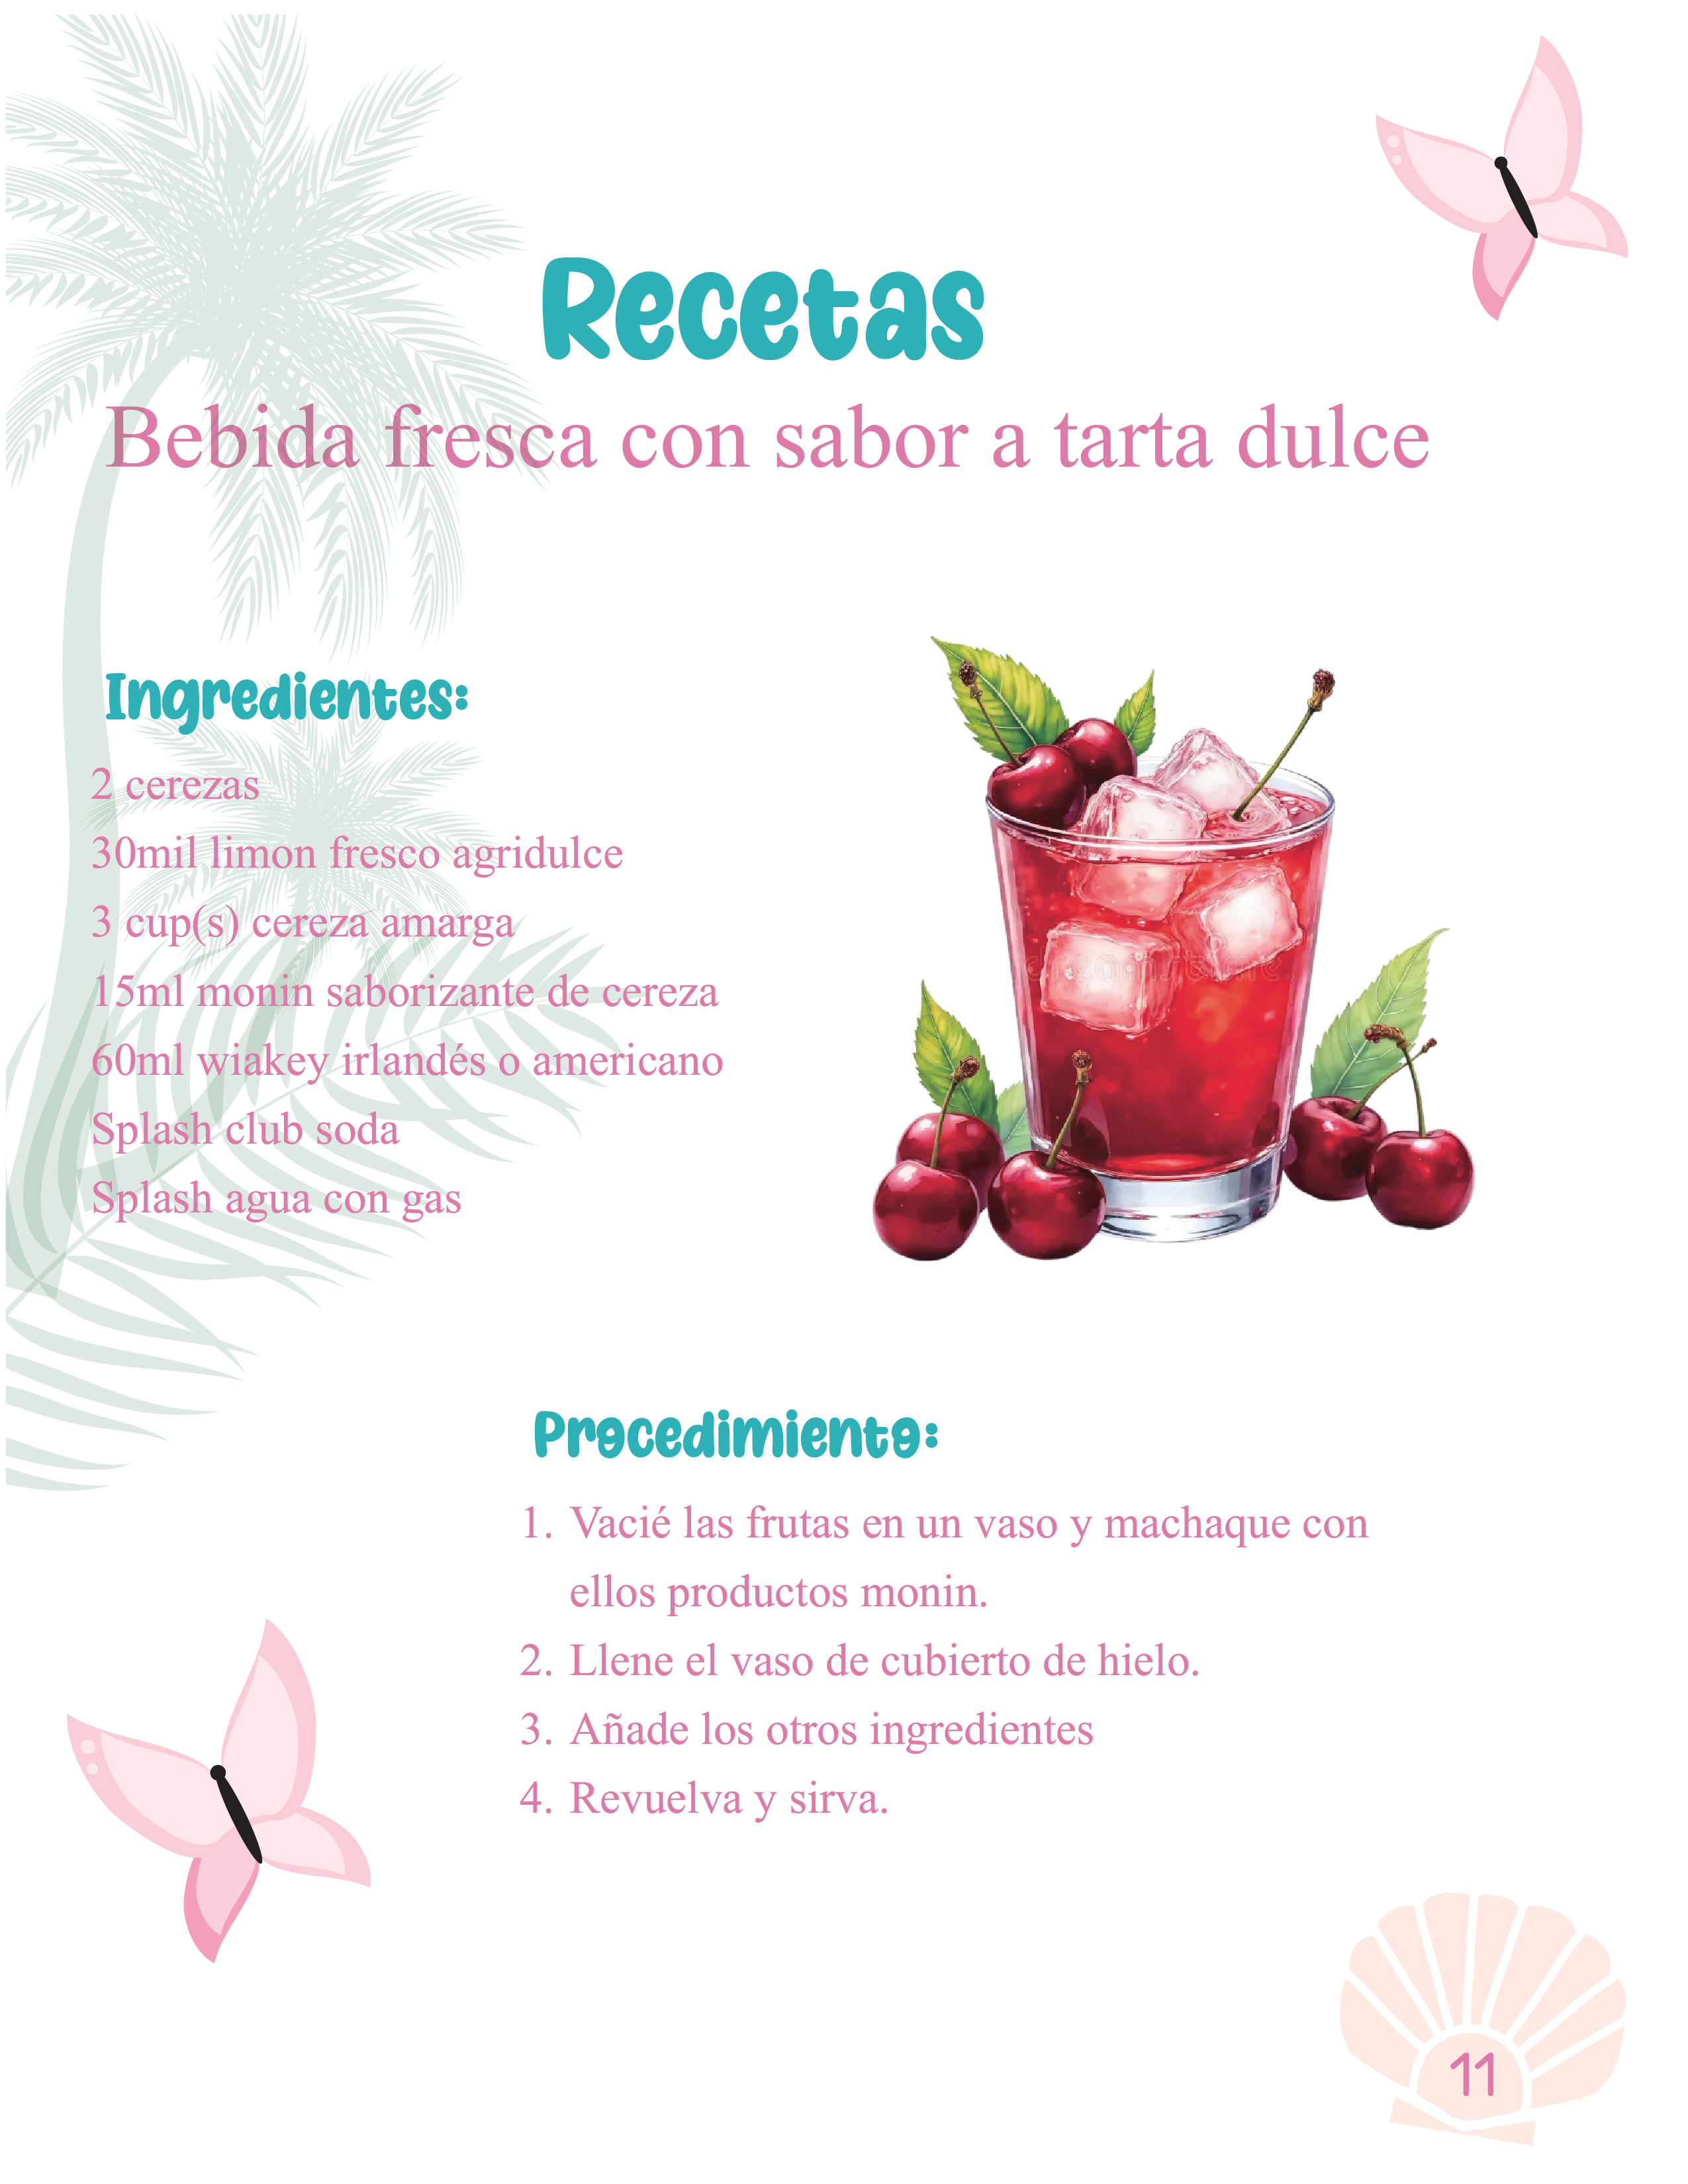 Recetas
Bebida fresca con sabor a tarta dulce
Ingredientes:
2 cerezas
30mil limon fresco agridulce
3 cup(s) cereza amarga
15ml monin saborizante de cereza
60ml wiakey irlandés o americano
Splash club soda
Splash agua con gas
Procedimiento:
1. Vacié las frutas en un vaso y machaque con
ellos productos monin.
2. Llene el vaso de cubierto de hielo.
3. Añade los otros ingredientes
4. Revuelva y sirva.
11